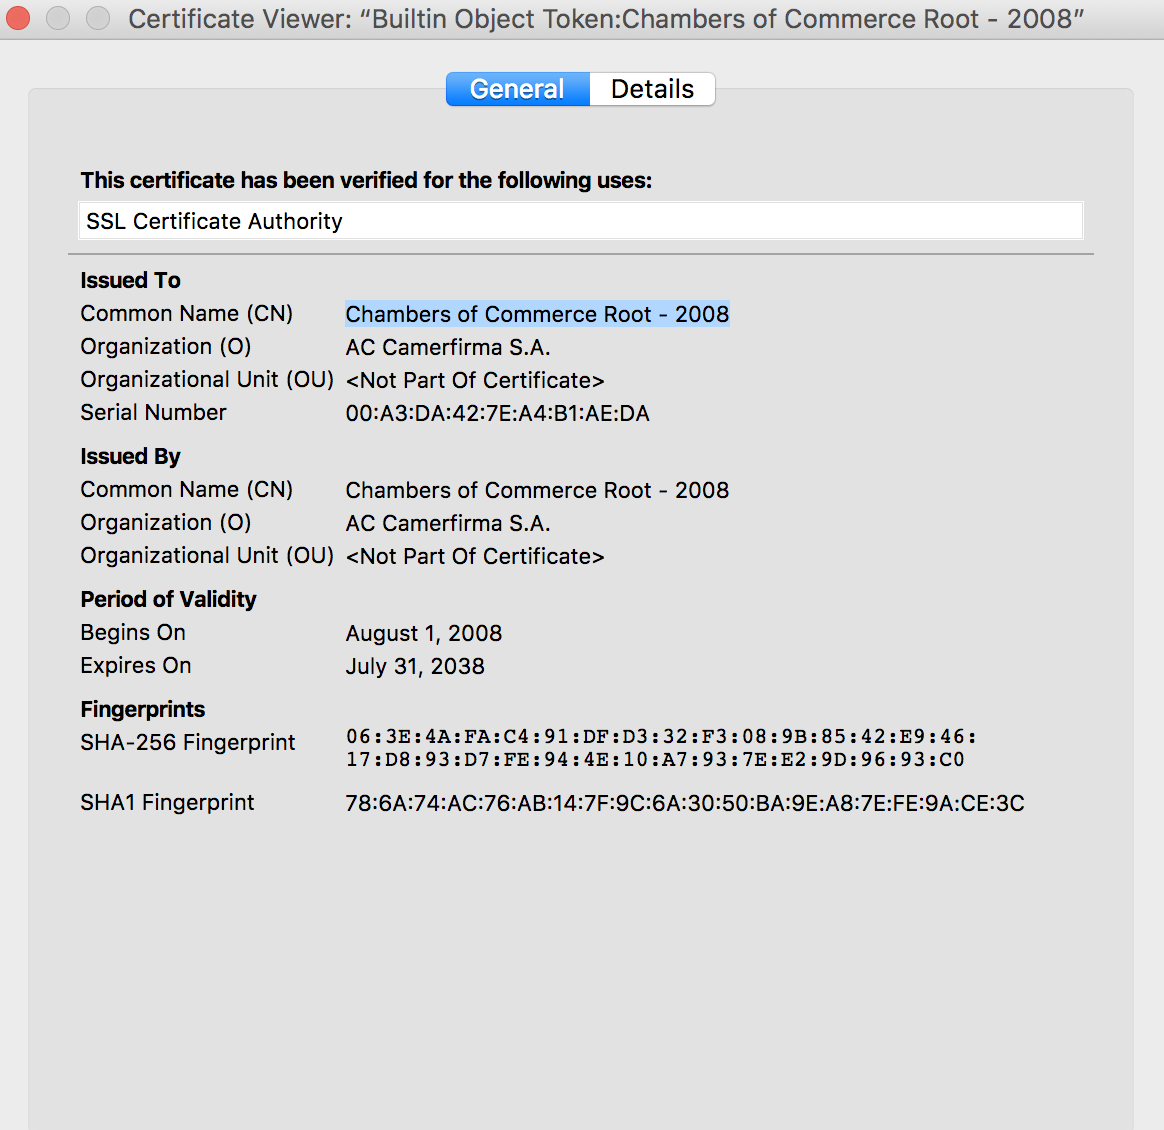 Certificate Viewer: “Builtin Object Token:Chambers of Commerce Root - 2008”
General Details
This certificate has been verified for the following uses:
SSL Certificate Authority
Issued To
Common Name (CN) Chambers of Commerce Root - 2008
Organization (O) AC Camerfirma S.A.
Organizational Unit (OU) <Not Part Of Certificate>
Serial Number 00:A3:DA:42:7E:A4:B1:AE:DA
Issued By
Common Name (CN) Chambers of Commerce Root - 2008
Organization (O) AC Camerfirma S.A.
Organizational Unit (OU) <Not Part Of Certificate>
Period of Validity
Begins On August 1, 2008
Expires On July 31, 2038
Fingerprints
SHA-256 Fingerprint 06:3E:4A:FA:C4:91:DF:D3:32:F3:08:9B:85:42:E9:46:
17:D8:93:D7:FE:94:4E:10:A7:93:7E:E2:9D:96:93:C0
SHA1 Fingerprint 78:6A:74:AC:76:AB:14:7F:9C:6A:30:50:BA:9E:A8:7E:FE:9A:CE:3C